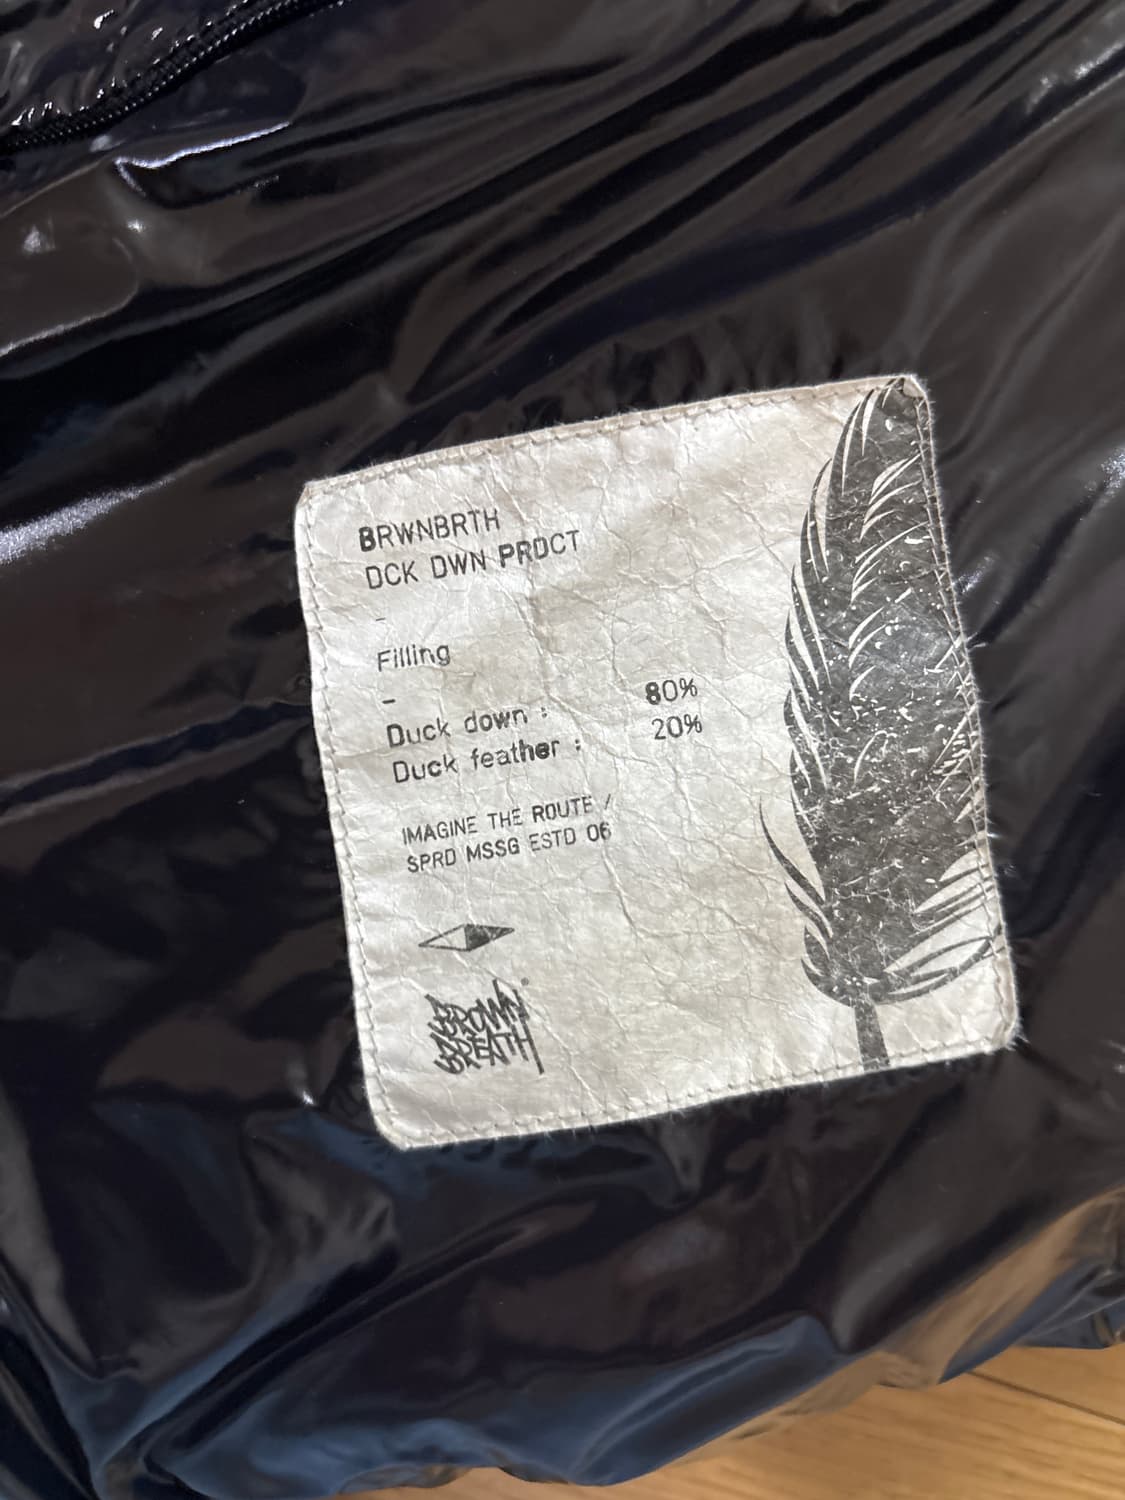 BRWNBRTH
DCK DWN PRDCT
-
Filling
-
Duck down : 80%
Duck feather : 20%
IMAGINE THE ROUTE /
SPRD MSSG ESTD 06
BROWN®
BREATH